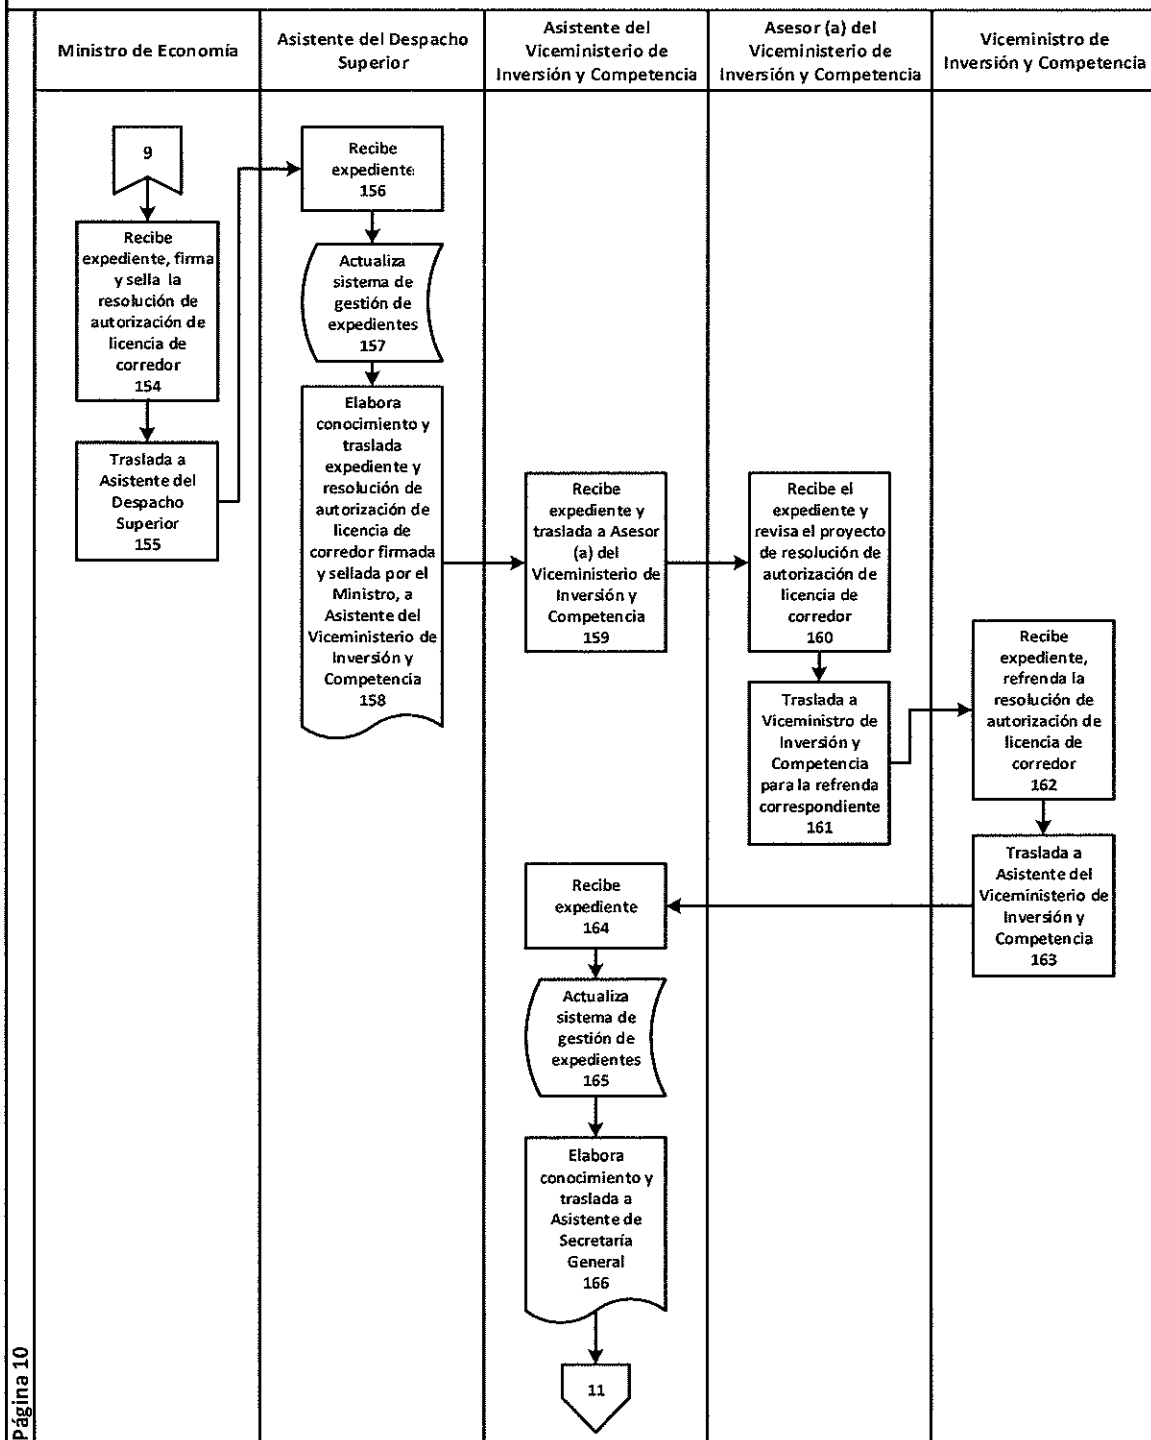 Ministro de Economía
Asistente del Despacho
Superior
Asistente del
Viceministerio de
Inversión y Competencia
Asesor (a) del
Viceministerio de
Inversión y Competencia
Viceministro de
Inversión y Competencia
9
Recibe
expediente, firma
y sella la
resolución de
autorización de
licencia de
corredor
154
Traslada a
Asistente del
Despacho
Superior
155
Recibe
expediente
156
Actualiza
sistema de
gestión de
expedientes
157
Elabora
conocimiento y
traslada
expediente y
resolución de
autorización de
licencia de
corredor firmada
y sellada por el
Ministro, a
Asistente del
Viceministerio de
Inversión y
Competencia
158
Recibe
expediente y
traslada a Asesor
(a) del
Viceministerio de
Inversión y
Competencia
159
Recibe el
expediente y
revisa el proyecto
de resolución de
autorización de
licencia de
corredor
160
Traslada a
Viceministro de
Inversión y
Competencia
para la refrenda
correspondiente
161
Recibe
expediente,
refrenda la
resolución de
autorización de
licencia de
corredor
162
Traslada a
Asistente del
Viceministerio de
Inversión y
Competencia
163
Recibe
expediente
164
Actualiza
sistema de
gestión de
expedientes
165
Elabora
conocimiento y
traslada a
Asistente de
Secretaría
General
166
11
Página 10